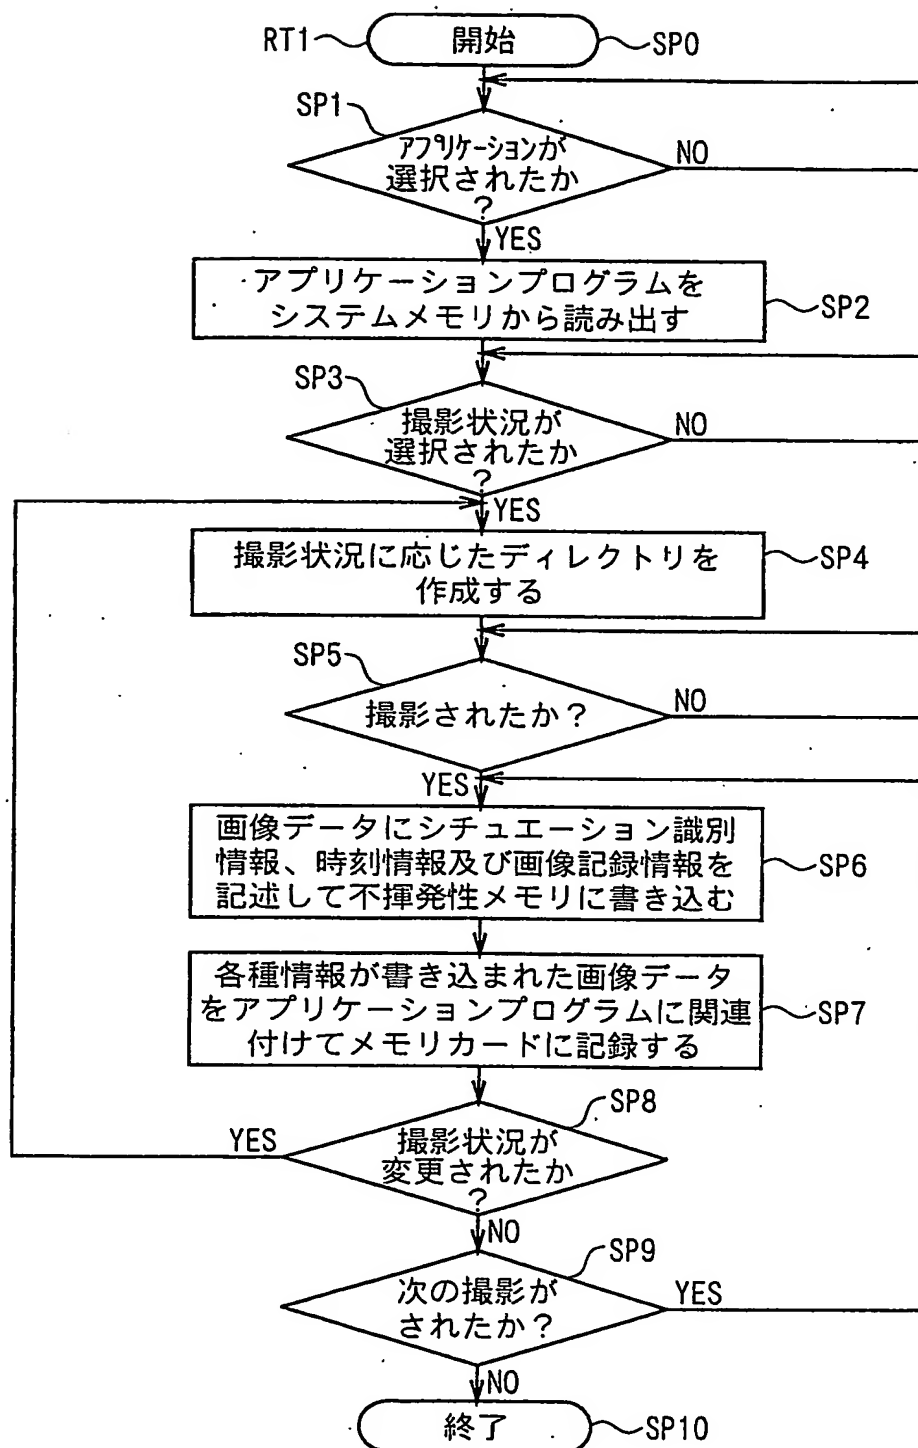 RT1
開始
SP0
SP1
アプリケーションが
選択されたか
?
NO
YES
アプリケーションプログラムを
システムメモリから読み出す
SP2
SP3
撮影状況が
選択されたか
?
NO
YES
撮影状況に応じたディレクトリを
作成する
SP4
SP5
撮影されたか?
NO
YES
画像データにシチュエーション識別
情報、時刻情報及び画像記録情報を
記述して不揮発性メモリに書き込む
SP6
各種情報が書き込まれた画像データ
をアプリケーションプログラムに関連
付けてメモリカードに記録する
SP7
SP8
YES
撮影状況が
変更されたか
?
NO
SP9
次の撮影が
されたか?
YES
NO
終了
SP10